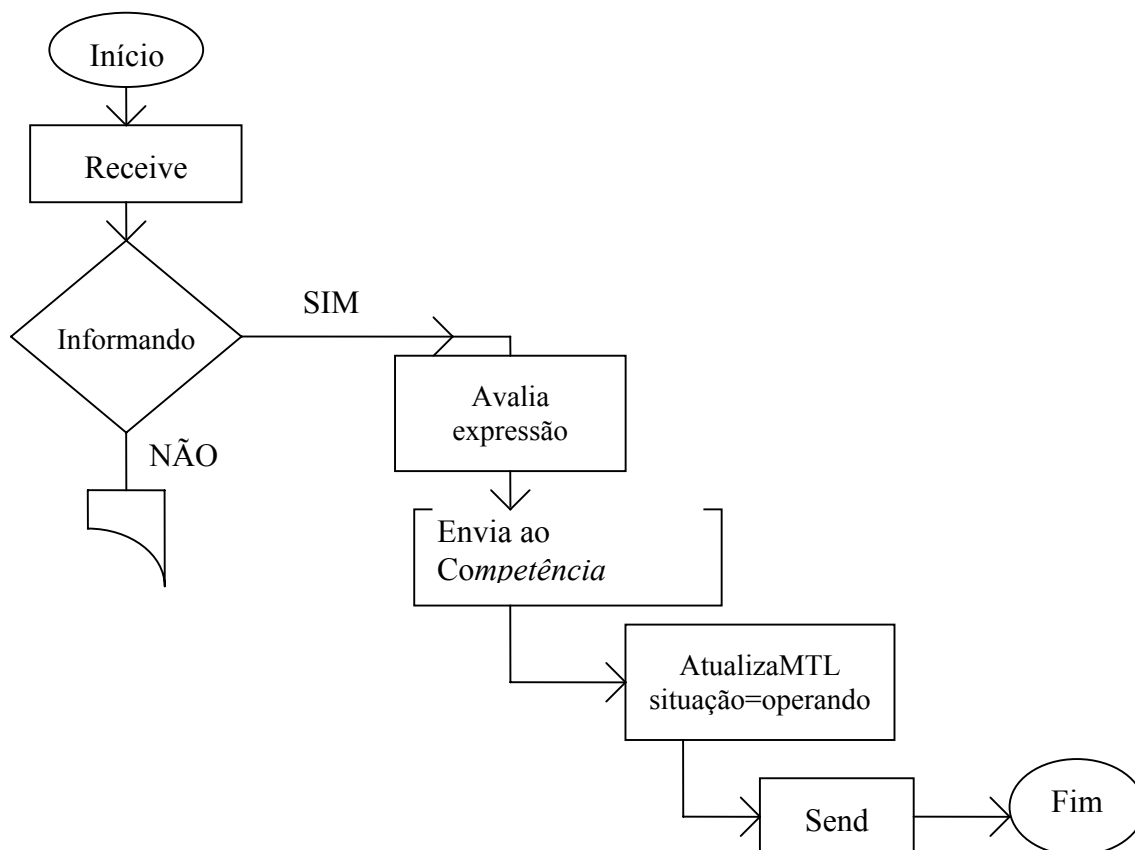 Início
Receive
SIM
Informando
Avalia
expressão
NÃO
Envia ao
Competência
AtualizaMTL
situação=operando
Send
Fim